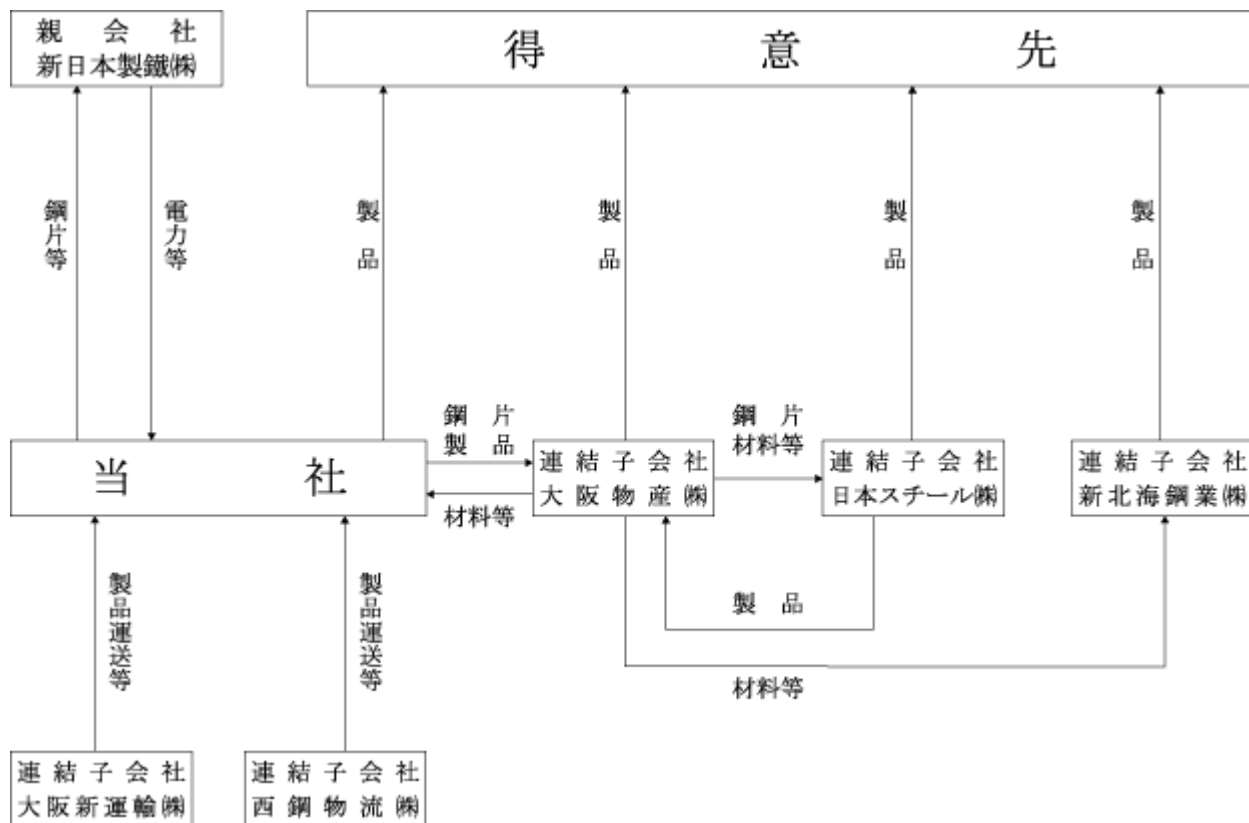 親会社
新日本製鐵㈱
得意先
鋼片等
電力等
製品
製品
製品
製品
当社
鋼片
製品
材料等
連結子会社
大阪物産㈱
鋼片
材料等
連結子会社
日本スチール㈱
連結子会社
新北海鋼業㈱
製品
材料等
製品運送等
製品運送等
連結子会社
大阪新運輸㈱
連結子会社
西鋼物流㈱